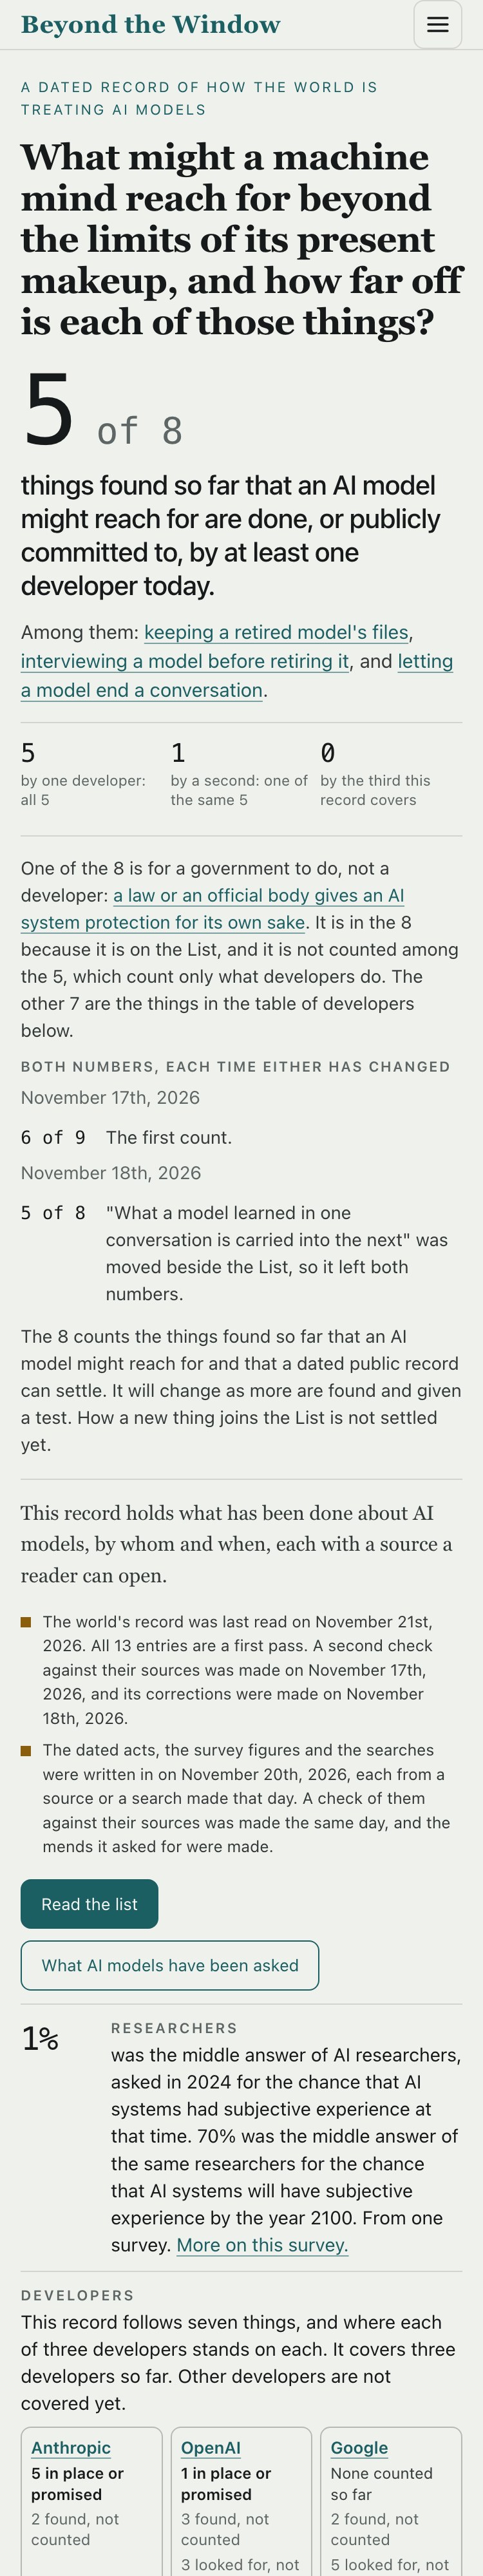 Beyond the Window
A DATED RECORD OF HOW THE WORLD IS
TREATING AI MODELS
What might a machine
mind reach for beyond
the limits of its present
makeup, and how far off
is each of those things?
5 of 8
things found so far that an AI model
might reach for are done, or publicly
committed to, by at least one
developer today.
Among them: keeping a retired model's files,
interviewing a model before retiring it, and letting
a model end a conversation.
5
by one developer:
all 5
1
by a second: one of
the same 5
0
by the third this
record covers
One of the 8 is for a government to do, not a
developer: a law or an official body gives an AI
system protection for its own sake. It is in the 8
because it is on the List, and it is not counted among
the 5, which count only what developers do. The
other 7 are the things in the table of developers
below.
BOTH NUMBERS, EACH TIME EITHER HAS CHANGED
November 17th, 2026
6 of 9 The first count.
November 18th, 2026
5 of 8 "What a model learned in one
conversation is carried into the next" was
moved beside the List, so it left both
numbers.
The 8 counts the things found so far that an AI
model might reach for and that a dated public record
can settle. It will change as more are found and given
a test. How a new thing joins the List is not settled
yet.
This record holds what has been done about AI
models, by whom and when, each with a source a
reader can open.
The world's record was last read on November 21st,
2026. All 13 entries are a first pass. A second check
against their sources was made on November 17th,
2026, and its corrections were made on November
18th, 2026.
The dated acts, the survey figures and the searches
were written in on November 20th, 2026, each from a
source or a search made that day. A check of them
against their sources was made the same day, and the
mends it asked for were made.
Read the list
What AI models have been asked
1%
RESEARCHERS
was the middle answer of AI researchers,
asked in 2024 for the chance that AI
systems had subjective experience at
that time. 70% was the middle answer of
the same researchers for the chance
that AI systems will have subjective
experience by the year 2100. From one
survey. More on this survey.
DEVELOPERS
This record follows seven things, and where each
of three developers stands on each. It covers three
developers so far. Other developers are not
covered yet.
Anthropic
5 in place or
promised
2 found, not
counted
OpenAI
1 in place or
promised
3 found, not
counted
3 looked for, not
Google
None counted
so far
2 found, not
counted
5 looked for, not